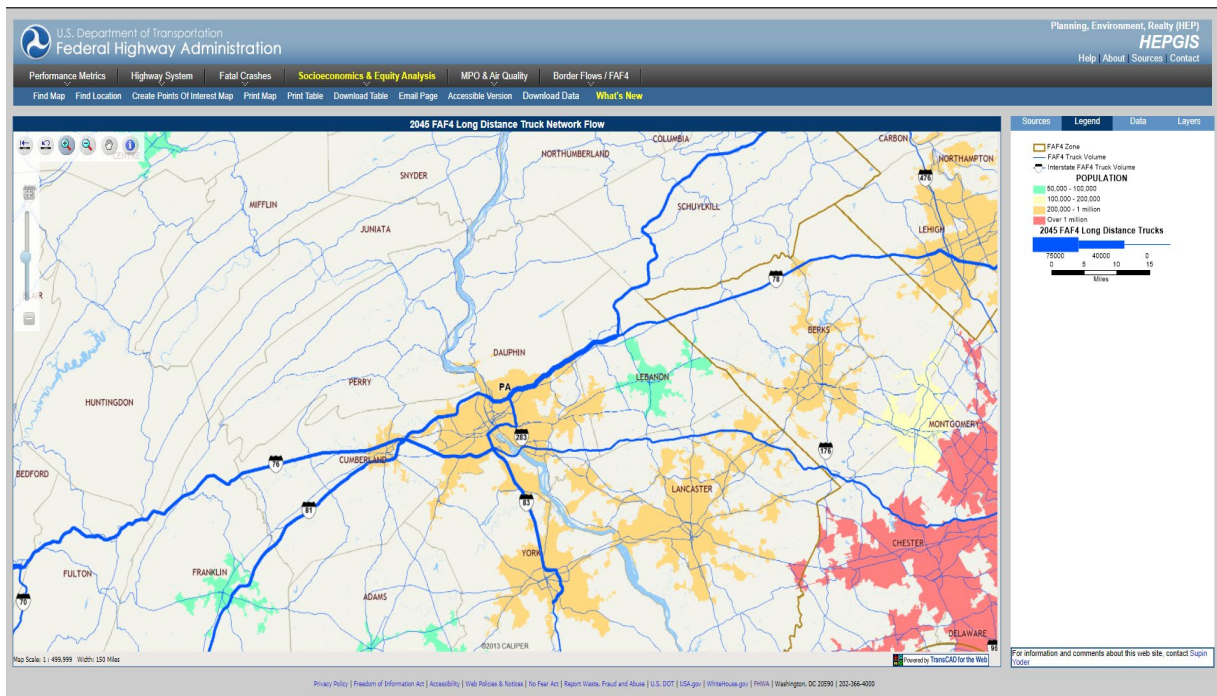 U.S. Department of Transportation
Federal Highway Administration
Planning, Environment, Realty (HEP)
HEPGIS
Help | About | Sources | Contact
Performance Metrics Highway System Fatal Crashes Socioeconomics & Equity Analysis MPO & Air Quality Border Flows / FAF4
Find Map Find Location Create Points Of Interest Map Print Map Print Table Download Table Email Page Accessible Version Download Data What's New
2045 FAF4 Long Distance Truck Network Flow
Sources Legend Data Layers
FAF4 Zone
FAF4 Truck Volume
Interstate FAF4 Truck Volume
POPULATION
50,000 - 100,000
100,000 - 200,000
200,000 - 1 million
Over 1 million
2045 FAF4 Long Distance Trucks
75000 40000 0
0 5 10 15
Miles
CENTRE
COLUMBIA
CARBON
NORTHUMBERLAND
NORTHAMPTON
SNYDER
476
MIFFLIN
SCHUYLKILL
JUNIATA
LEHIGH
78
BERKS
DAUPHIN
LEBANON
PERRY
PA
HUNTINGDON
MONTGOMERY
283
176
CUMBERLAND
76
BEDFORD
LANCASTER
83
81
CHESTER
YORK
FULTON
FRANKLIN
ADAMS
70
DELAWARE
95
©2013 CALIPER
Map Scale: 1 : 499,999 Width: 150 Miles
Powered by TransCAD for the Web
For information and comments about this web site, contact Supin
Yoder
Privacy Policy | Freedom of Information Act | Accessibility | Web Policies & Notices | No Fear Act | Report Waste, Fraud and Abuse | U.S. DOT | USA.gov | WhiteHouse.gov | FHWA | Washington, DC 20590 | 202-366-4000